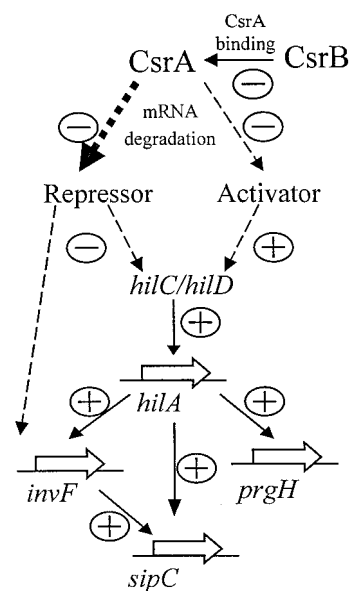 CsrA
binding
CsrA
CsrB
−
−
mRNA
degradation
−
Repressor
Activator
−
+
hilC/hilD
+
hilA
+
+
+
invF
prgH
+
sipC